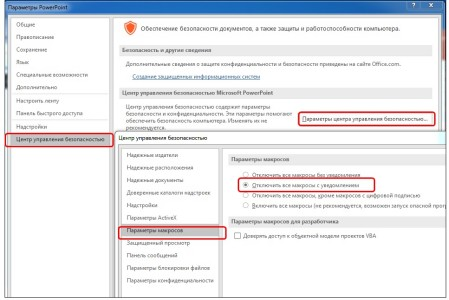 Параметры PowerPoint
? X
Общие
Правописание
Сохранение
Язык
Специальные возможности
Дополнительно
Настроить ленту
Панель быстрого доступа
Надстройки
Центр управления безопасностью
Обеспечение безопасности документов, а также защиты и работоспособности компьютера.
Безопасность и другие сведения
Дополнительные сведения о защите конфиденциальности и безопасности приведены на сайте Office.com.
Создание защищенных информационных систем
Центр управления безопасностью Microsoft PowerPoint
Центр управления безопасностью содержит параметры
безопасности и конфиденциальности. Эти параметры помогают
обеспечить безопасность компьютера. Изменять их не
рекомендуется.
Параметры центра управления безопасностью...
Центр управления безопасностью
Надежные издатели
Надежные расположения
Надежные документы
Доверенные каталоги надстроек
Надстройки
Параметры ActiveX
Параметры макросов
Защищенный просмотр
Панель сообщений
Параметры блокировки файлов
Параметры конфиденциальности
Параметры макросов
Отключить все макросы без уведомления
Отключить все макросы с уведомлением
Отключить все макросы, кроме макросов с цифровой подписью
Включить все макросы (не рекомендуется, возможен запуск опасной прог
Параметры макросов для разработчика
Доверять доступ к объектной модели проектов VBA